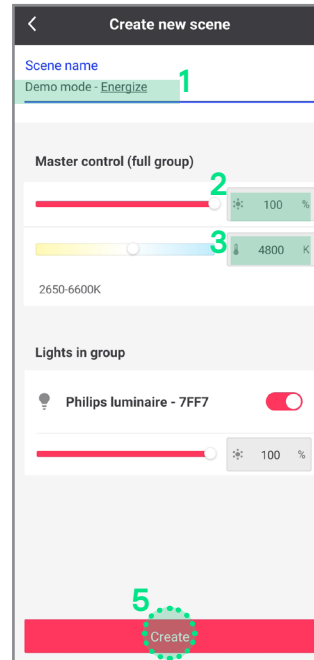 Create new scene
Scene name
Demo mode - Energize
1
Master control (full group)
2
100 %
3
4800 K
2650-6600K
Lights in group
Philips luminaire - 7FF7
100 %
5
Create